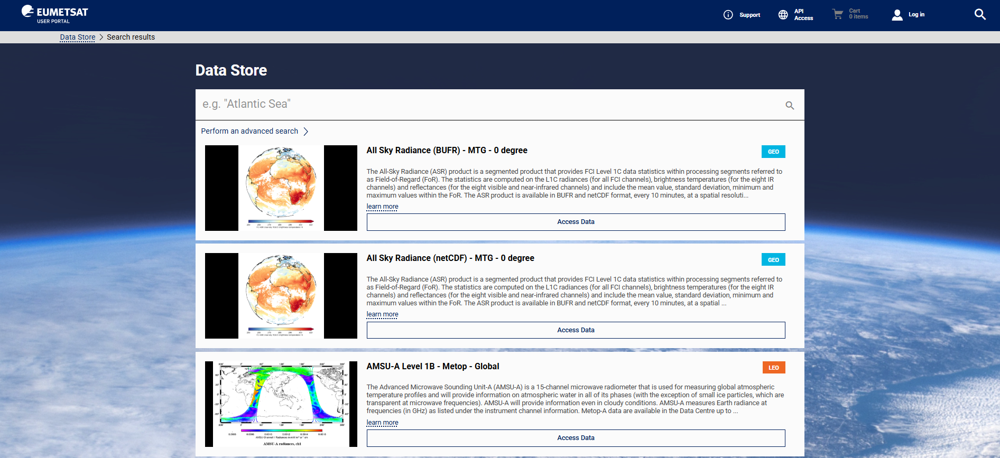 EUMETSAT
USER PORTAL
Support
API
Access
Cart
0 items
Log in
Data Store > Search results
Data Store
e.g. "Atlantic Sea"
Perform an advanced search
All Sky Radiance (BUFR) - MTG - 0 degree
GEO
The All-Sky Radiance (ASR) product is a segmented product that provides FCI Level 1C data statistics within processing segments referred to
as Field-of-Regard (FoR). The statistics are computed on the L1C radiances (for all FCI channels), brightness temperatures (for the eight IR
channels) and reflectances (for the eight visible and near-infrared channels) and include the mean value, standard deviation, minimum and
maximum values within the FoR. The ASR product is available in BUFR and netCDF format, every 10 minutes, at a spatial resoluti...
learn more
Access Data
All Sky Radiance (netCDF) - MTG - 0 degree
GEO
The All-Sky Radiance (ASR) product is a segmented product that provides FCI Level 1C data statistics within processing segments referred to
as Field-of-Regard (FoR). The statistics are computed on the L1C radiances (for all FCI channels), brightness temperatures (for the eight IR
channels) and reflectances (for the eight visible and near-infrared channels) and include the mean value, standard deviation, minimum and
maximum values within the FoR. The ASR product is available in BUFR and netCDF format, every 10 minutes, at a spatial ...
learn more
Access Data
AMSU-A Level 1B - Metop - Global
LEO
The Advanced Microwave Sounding Unit-A (AMSU-A) is a 15-channel microwave radiometer that is used for measuring global atmospheric
temperature profiles and will provide information on atmospheric water in all of its phases (with the exception of small ice particles, which are
transparent at microwave frequencies). AMSU-A will provide information even in cloudy conditions. AMSU-A measures Earth radiance at
frequencies (in GHz) as listed under the instrument channel information. Metop-A data are available in the Data Centre up to ...
learn more
Access Data
AMSU-A radiances, ch1